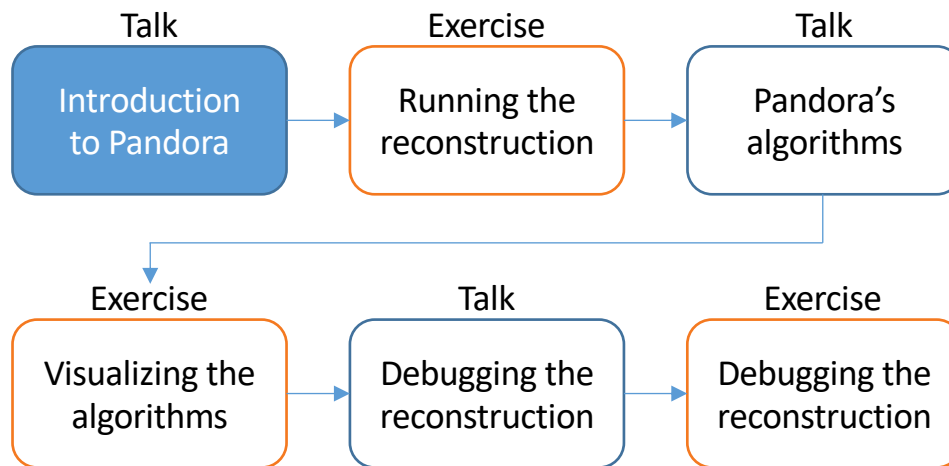 Talk
Introduction
to Pandora
Exercise
Running the
reconstruction
Talk
Pandora’s
algorithms
Exercise
Visualizing the
algorithms
Talk
Debugging the
reconstruction
Exercise
Debugging the
reconstruction